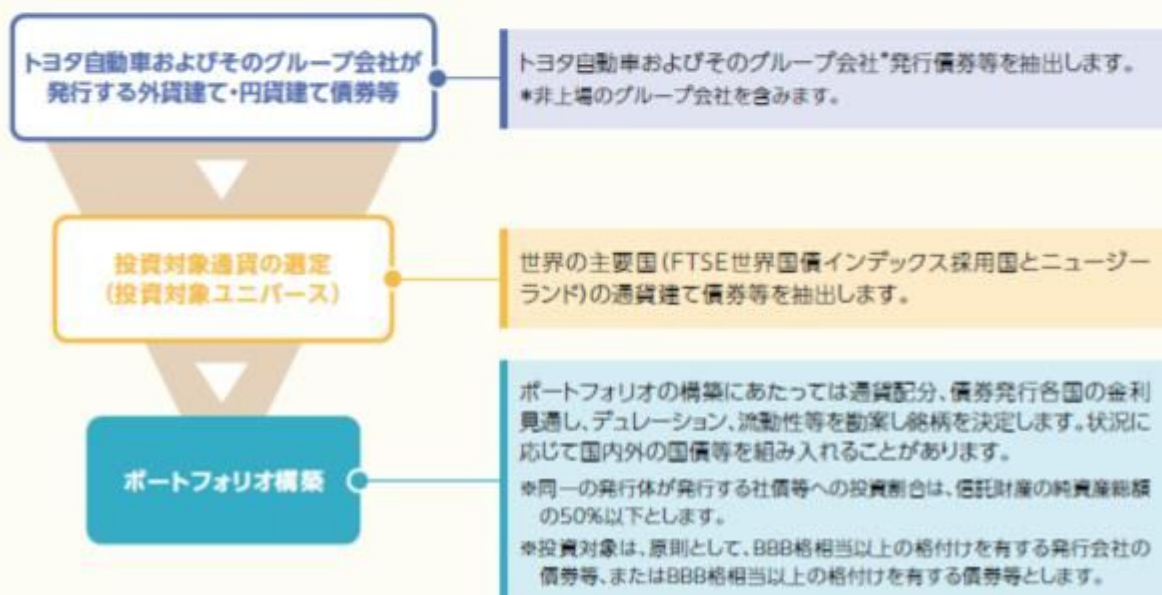 トヨタ自動車およびそのグループ会社が
発行する外貨建て・円貨建て債券等
トヨタ自動車およびそのグループ会社*発行債券等を抽出します。
*非上場のグループ会社を含みます。
投資対象通貨の選定
(投資対象ユニバース)
世界の主要国(FTSE世界国債インデックス採用国とニュージー
ランド)の通貨建て債券等を抽出します。
ポートフォリオ構築
ポートフォリオの構築にあたっては通貨配分、債券発行各国の金利
見通し、デュレーション、流動性等を勘案し銘柄を決定します。状況に
応じて国内外の国債等を組み入れることがあります。
※同一の発行体が発行する社債等への投資割合は、信託財産の純資産総額
の50%以下とします。
※投資対象は、原則として、BBB格相当以上の格付けを有する発行会社の
債券等、またはBBB格相当以上の格付けを有する債券等とします。